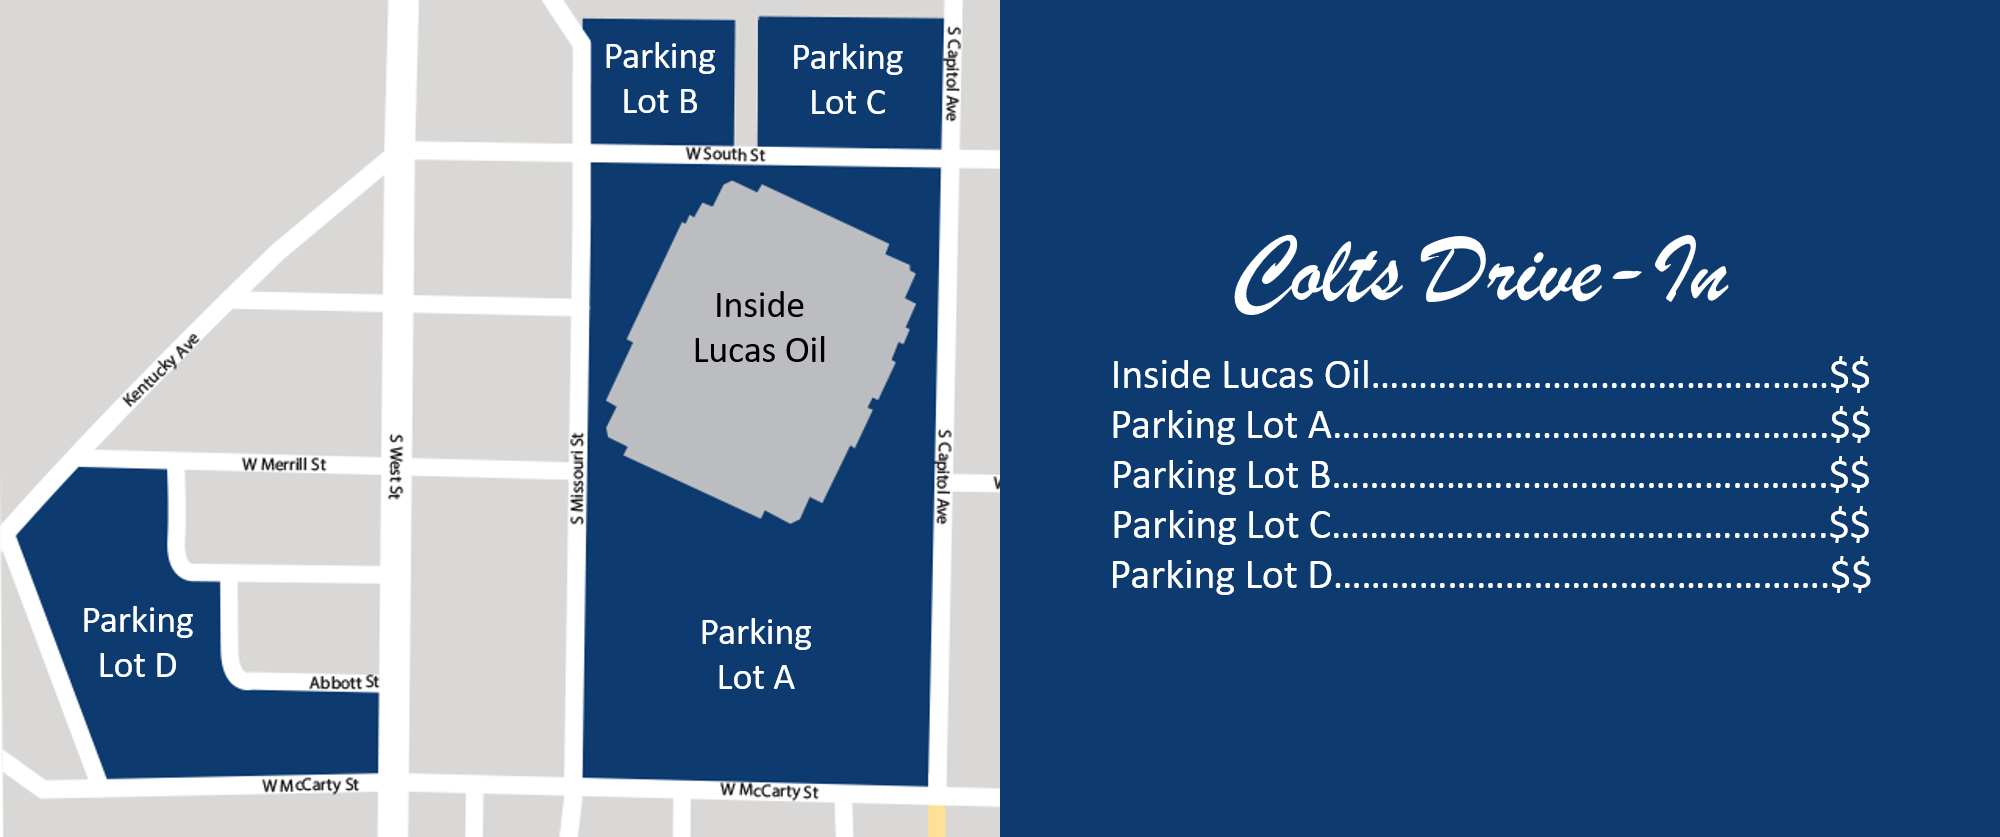 Parking
Lot B
Parking
Lot C
S Capitol Ave
W South St
Inside
Lucas Oil
Kentucky Ave
W Merrill St
S West St
S Missouri St
S Capitol Ave
W
Parking
Lot D
Abbott St
Parking
Lot A
W McCarty St
W McCarty St
Colts Drive-In
Inside Lucas Oil................................................$$
Parking Lot A....................................................$$
Parking Lot B....................................................$$
Parking Lot C....................................................$$
Parking Lot D....................................................$$